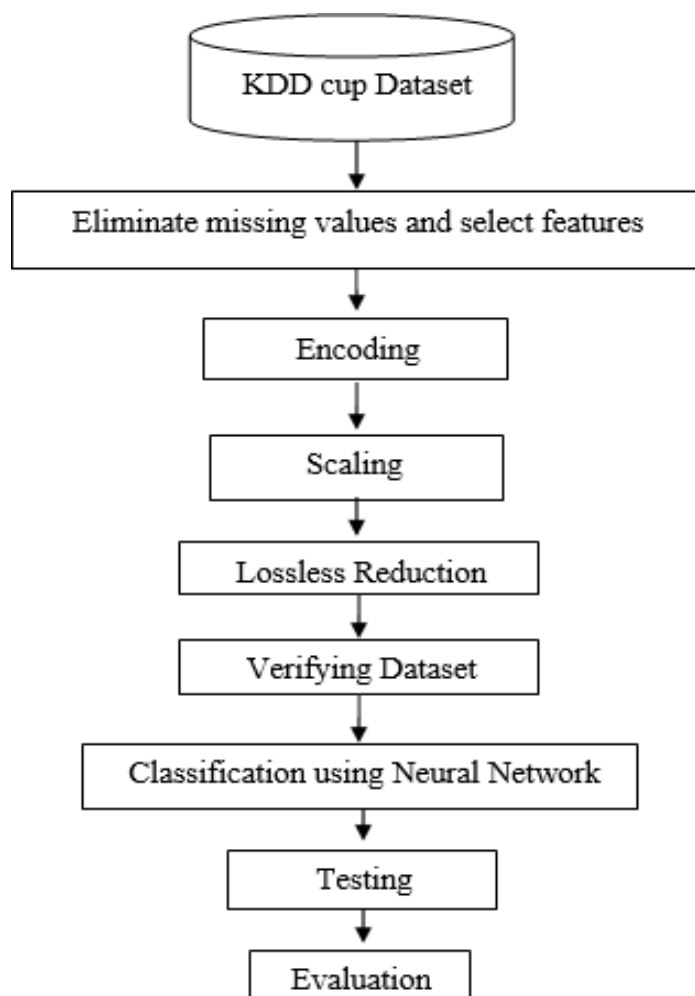 KDD cup Dataset
Eliminate missing values and select features
Encoding
Scaling
Lossless Reduction
Verifying Dataset
Classification using Neural Network
Testing
Evaluation